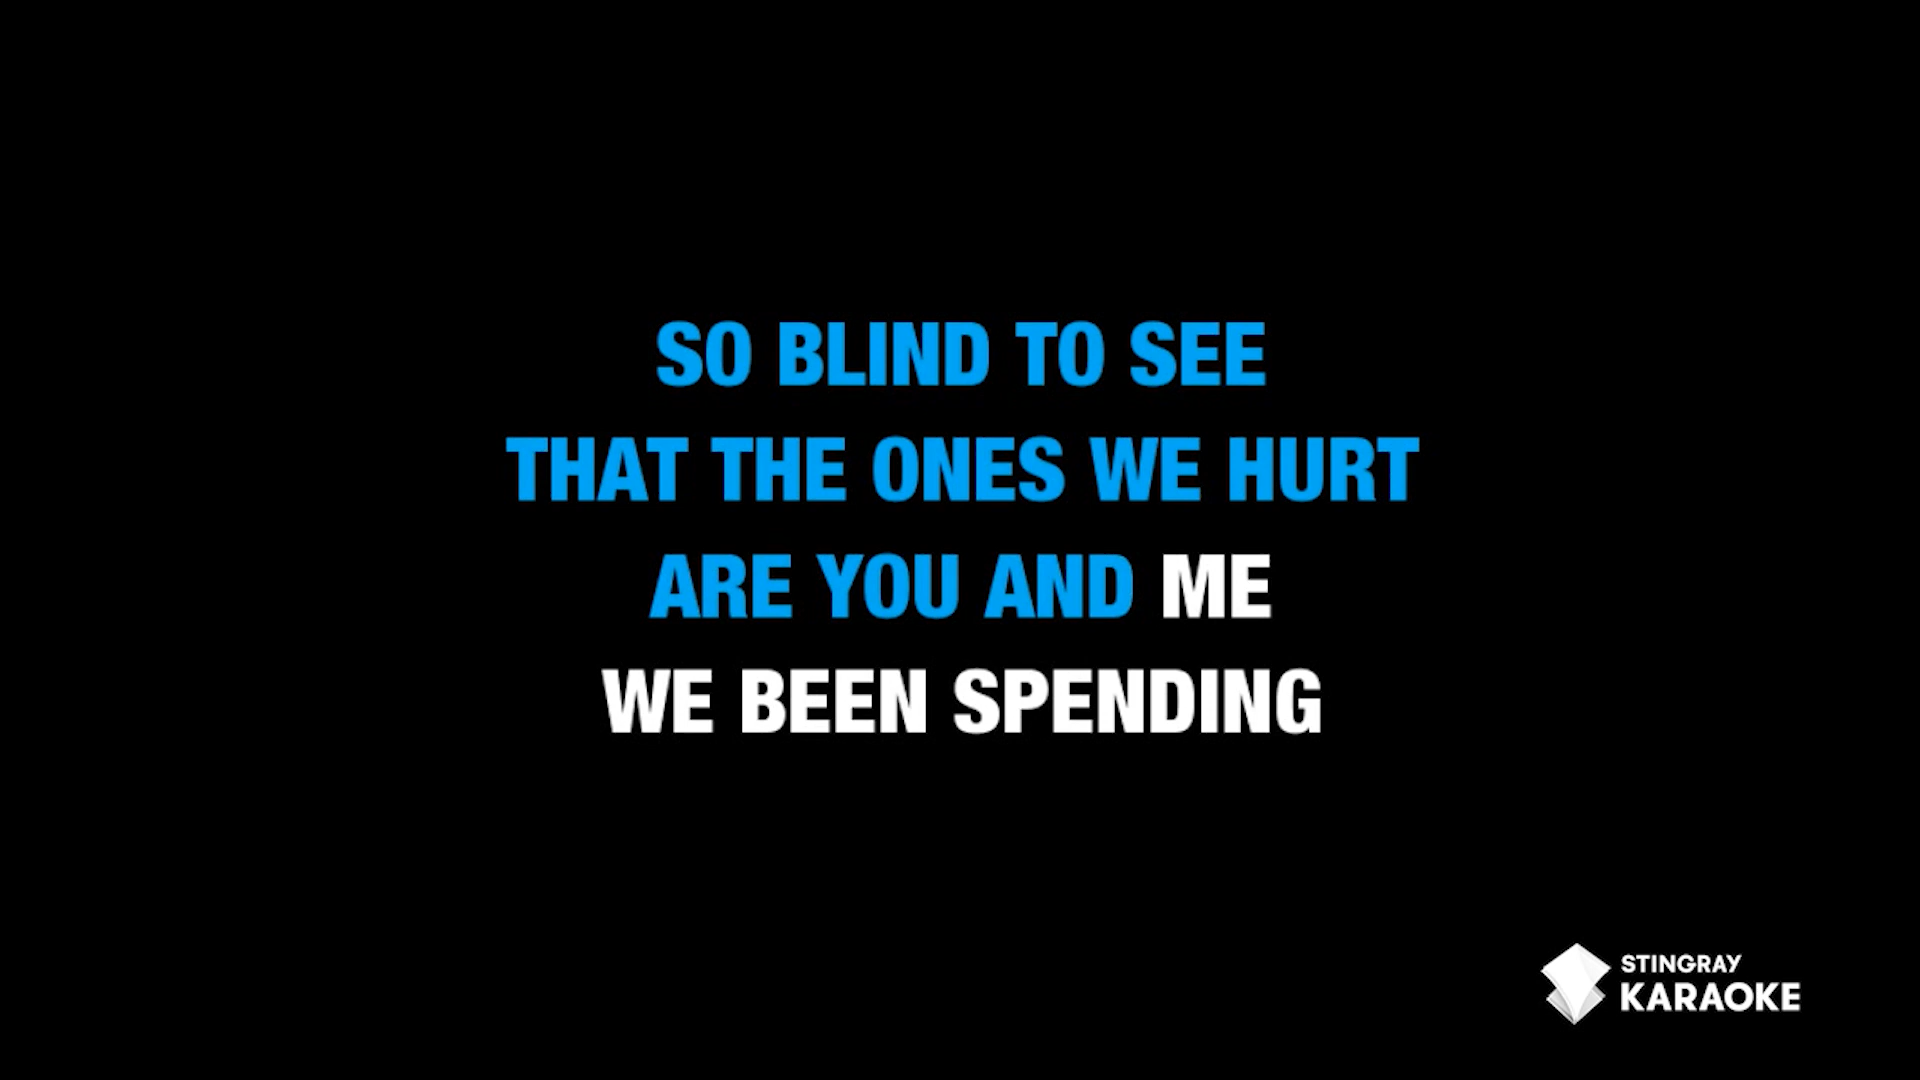 SO BLIND TO SEE
THAT THE ONES WE HURT
ARE YOU AND ME
WE BEEN SPENDING
STINGRAY
KARAOKE